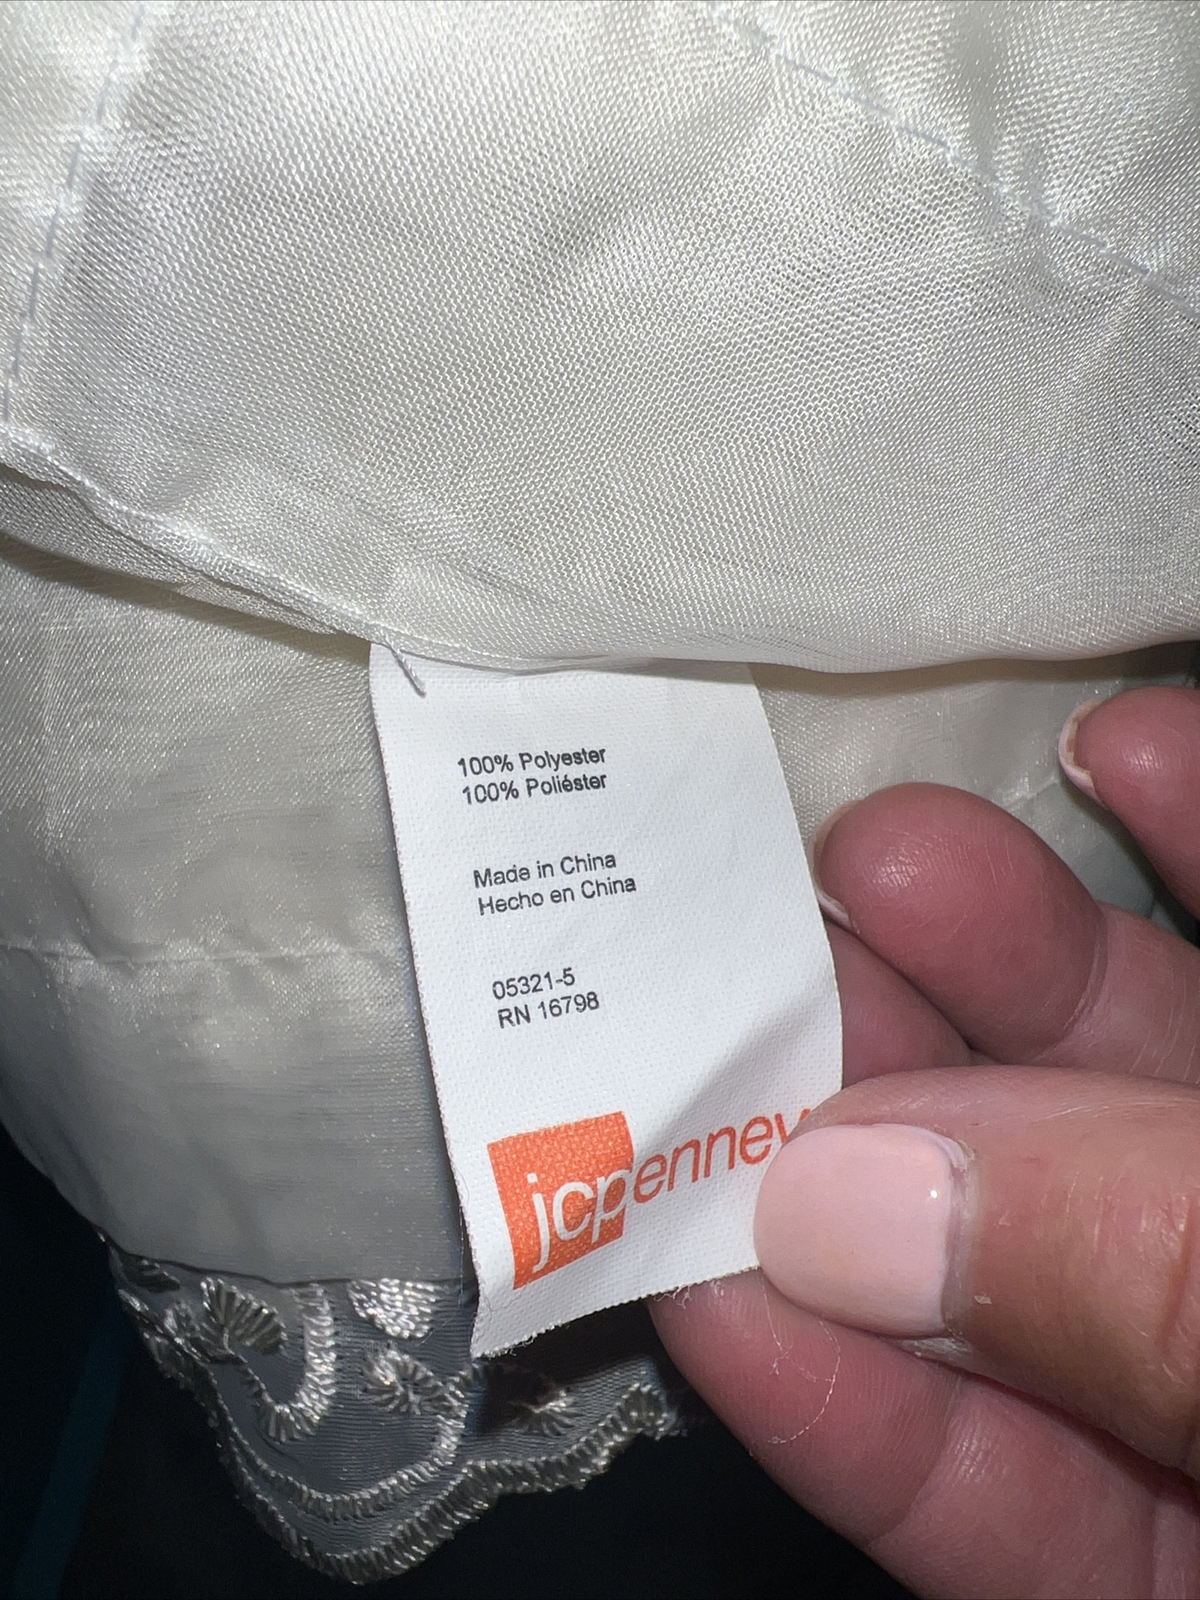 100% Polyester
100% Poliéster
Made in China
Hecho en China
05321-5
RN 16798
jcpenney